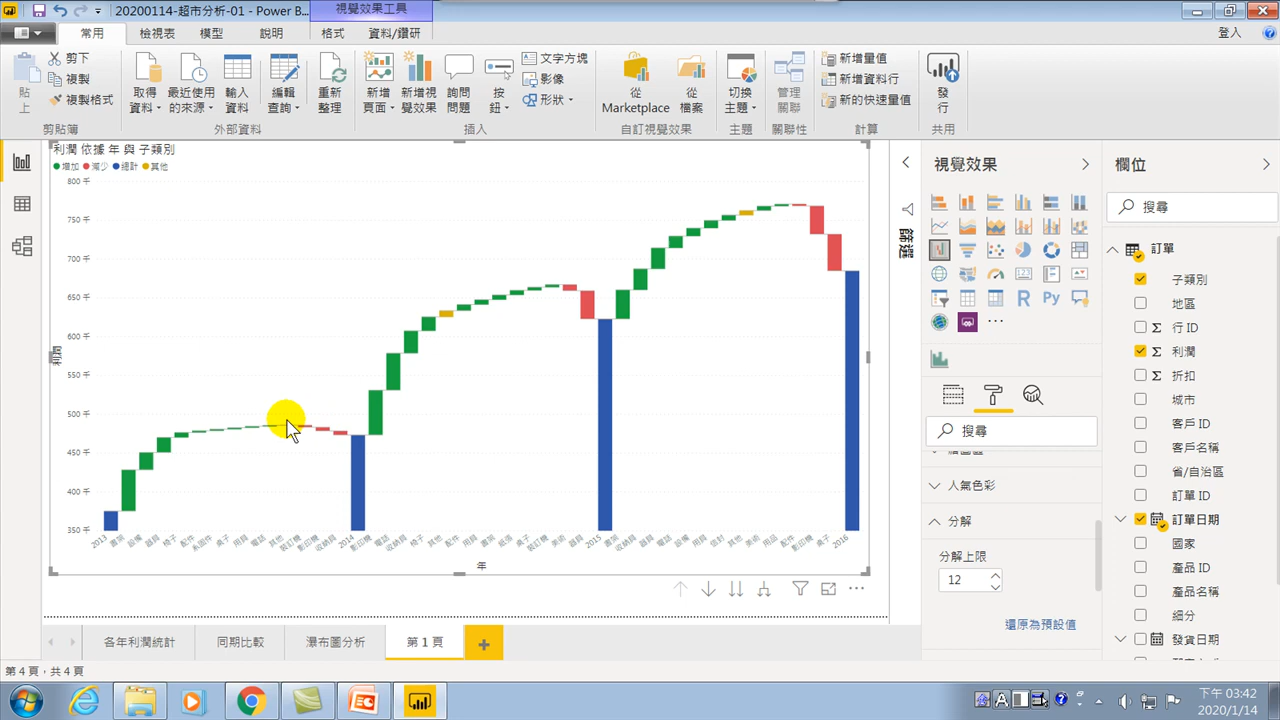 20200114-超市分析-01 - Power B...
視覺效果工具
常用
檢視表
模型
說明
格式
資料/鑽研
登入
貼上
剪下
複製
複製格式
剪貼簿
取得資料
最近使用的來源
輸入資料
編輯查詢
重新整理
外部資料
新增頁面
新增視覺效果
詢問問題
按鈕
文字方塊
影像
形狀
插入
從 Marketplace
從檔案
自訂視覺效果
切換主題
主題
管理關聯
關聯性
新增量值
新增資料行
新的快速量值
計算
發行
共用
利潤 依據 年 與 子類別
增加 減少 總計 其他
800 千
750 千
700 千
650 千
600 千
550 千
500 千
450 千
400 千
350 千
利潤
2013
2014
2015
2016
年
篩選
視覺效果
R
Py
搜尋
人氣色彩
分解
分解上限
12
還原為預設值
欄位
搜尋
訂單
子類別
地區
行 ID
利潤
折扣
城市
客戶 ID
客戶名稱
省/自治區
訂單 ID
訂單日期
國家
產品 ID
產品名稱
細分
發貨日期
各年利潤統計
同期比較
瀑布圖分析
第 1 頁
第 4 頁，共 4 頁
下午 03:42
2020/1/14